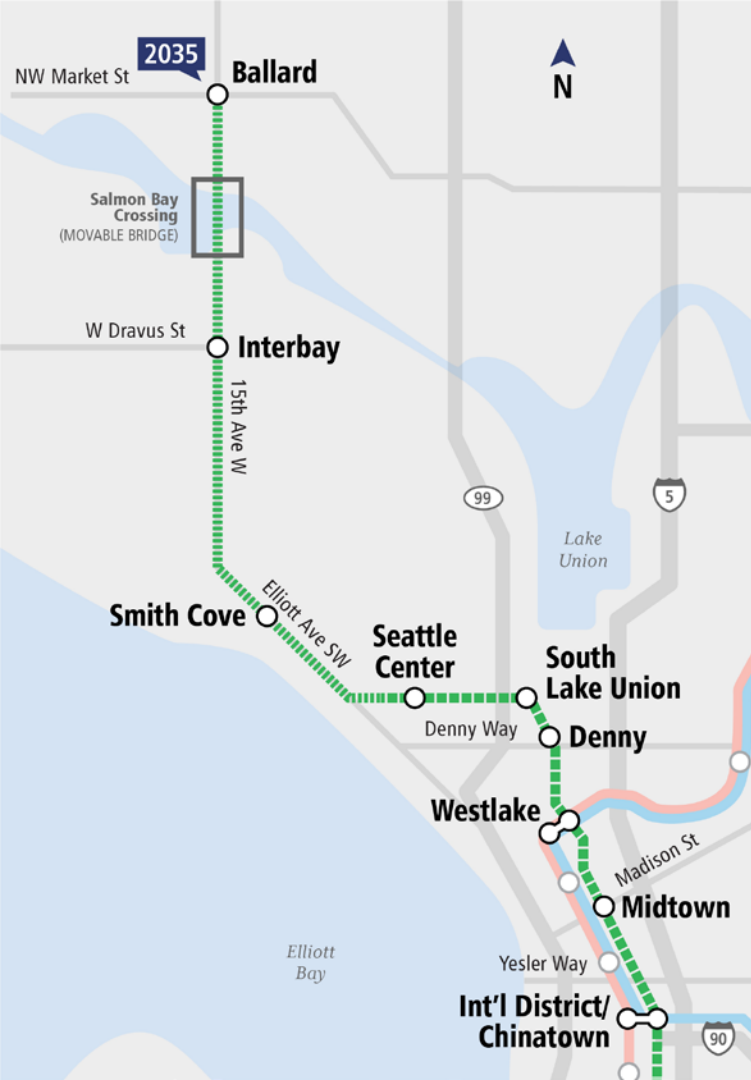 2035
Ballard
NW Market St
N
Salmon Bay
Crossing
(MOVABLE BRIDGE)
W Dravus St
Interbay
15th Ave W
99
5
Lake
Union
Smith Cove
Elliott Ave SW
Seattle
Center
South
Lake Union
Denny Way
Denny
Westlake
Madison St
Midtown
Elliott
Bay
Yesler Way
Int'l District/
Chinatown
90